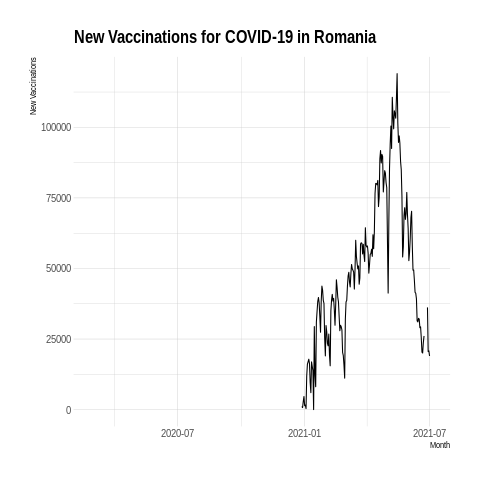 New Vaccinations for COVID-19 in Romania
New Vaccinations
100000
75000
50000
25000
0
2020-07 2021-01 2021-07
Month